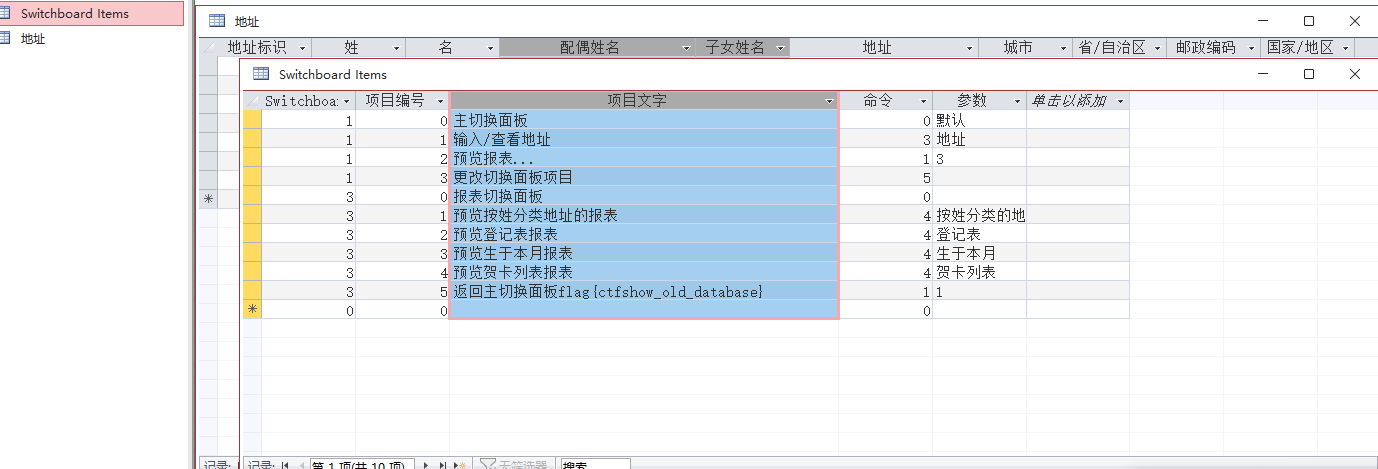 Switchboard Items
地址
地址
地址标识 姓 名 配偶姓名 子女姓名 地址 城市 省/自治区 邮政编码 国家/地区
Switchboard Items
Switchboa 项目编号 项目文字 命令 参数 单击以添加
1 0 主切换面板 0 默认
1 1 输入/查看地址 3 地址
1 2 预览报表... 1 3
1 3 更改切换面板项目 5
3 0 报表切换面板 0
3 1 预览按姓分类地址的报表 4 按姓分类的地
3 2 预览登记表报表 4 登记表
3 3 预览生于本月报表 4 生于本月
3 4 预览贺卡列表报表 4 贺卡列表
3 5 返回主切换面板flag{ctfshow_old_database} 1 1
0 0 0
记录: 记录: 第 1 项(共 10 项) 无筛选器 搜索